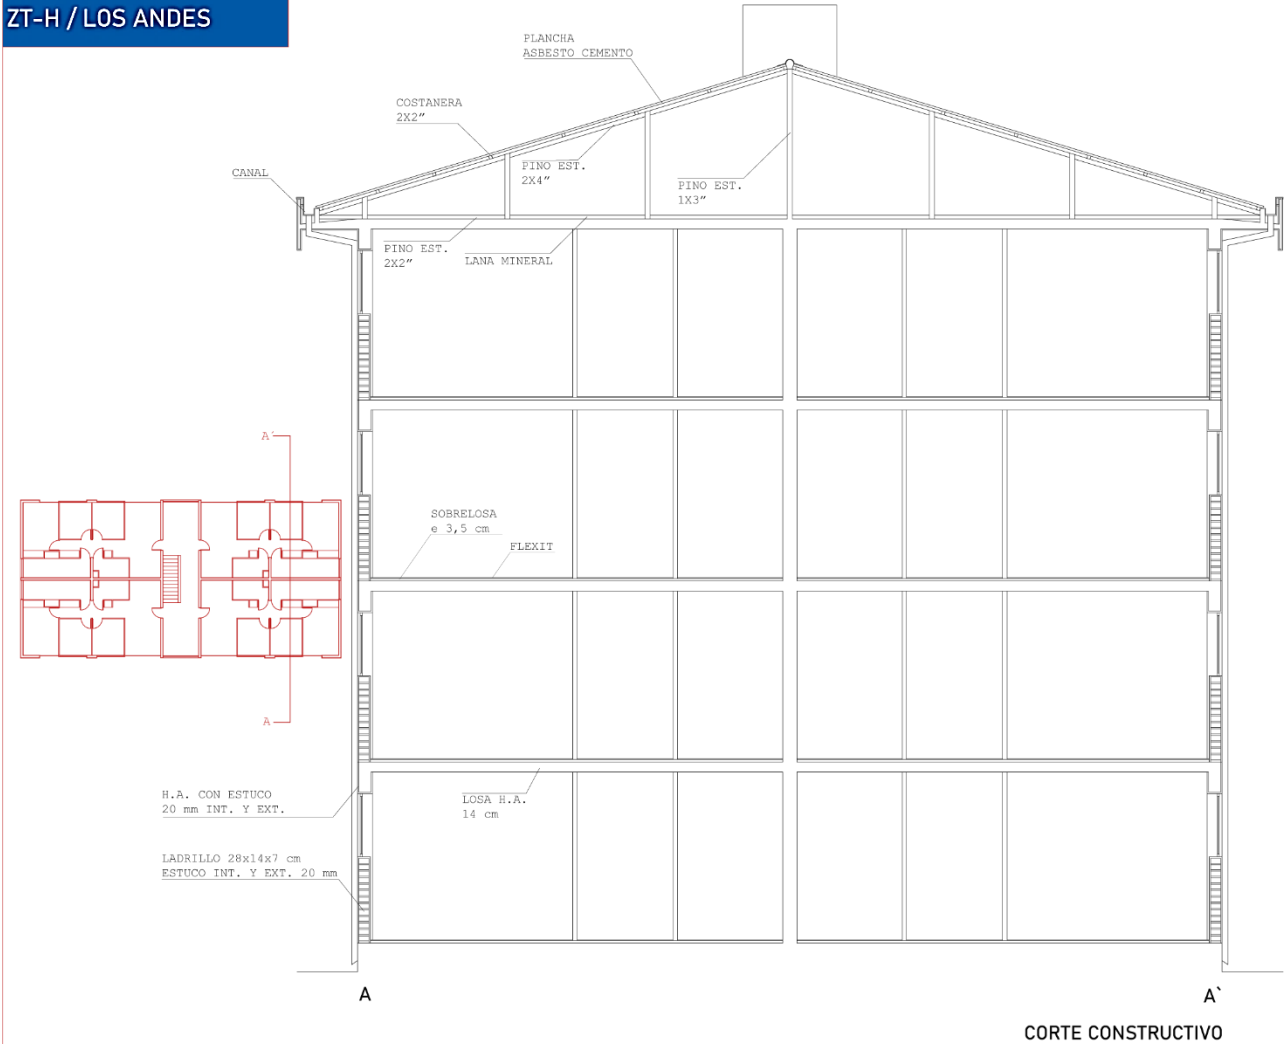 ZT-H / LOS ANDES
PLANCHA
ASBESTO CEMENTO
COSTANERA
2X2”
PINO EST.
2X4”
CANAL
PINO EST.
1X3”
PINO EST.
2X2”
LANA MINERAL
A´
SOBRELOSA
e 3,5 cm
FLEXIT
A
H.A. CON ESTUCO
20 mm INT. Y EXT.
LOSA H.A.
14 cm
LADRILLO 28x14x7 cm
ESTUCO INT. Y EXT. 20 mm
A
A`
CORTE CONSTRUCTIVO